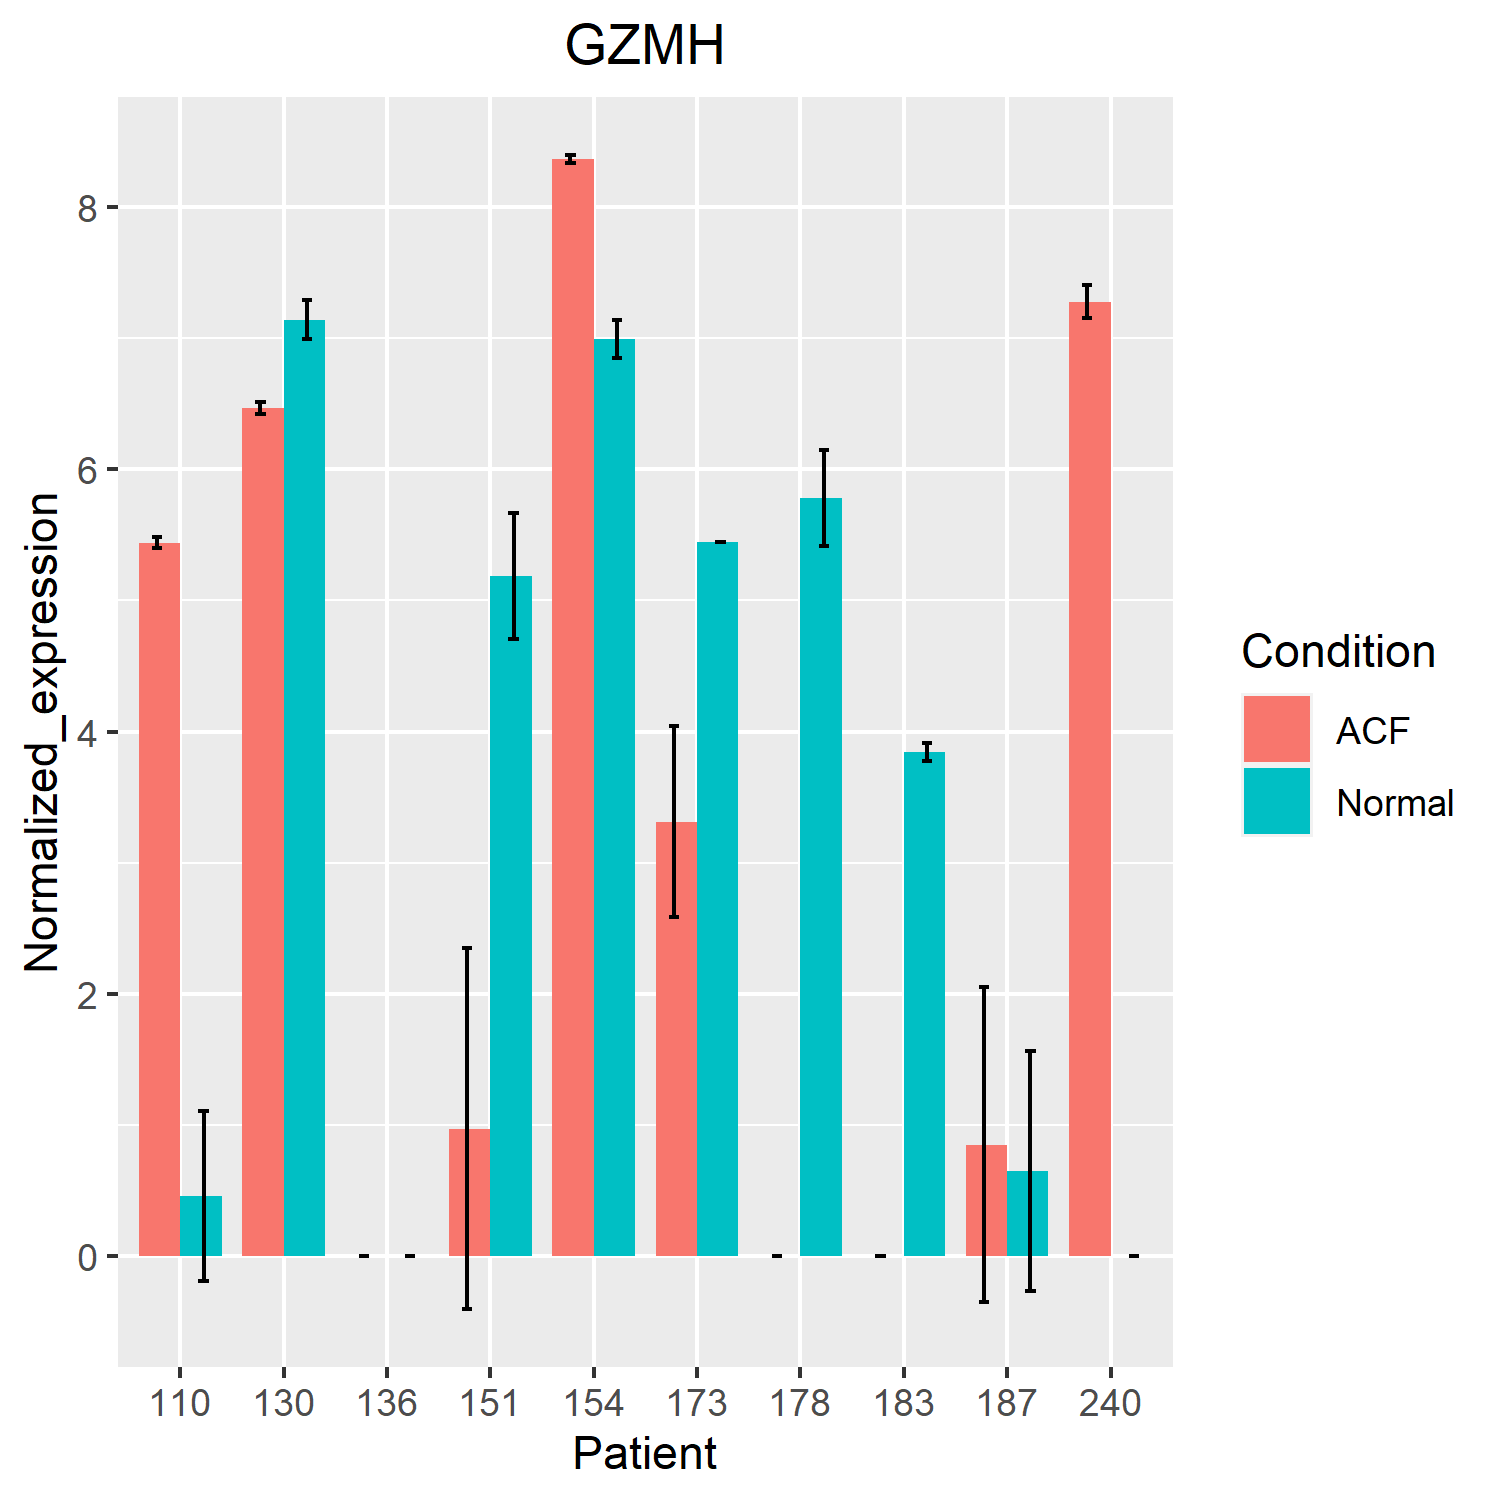 GZMH
Normalized_expression
8
6
4
2
0
110 130 136 151 154 173 178 183 187 240
Patient
Condition
ACF
Normal